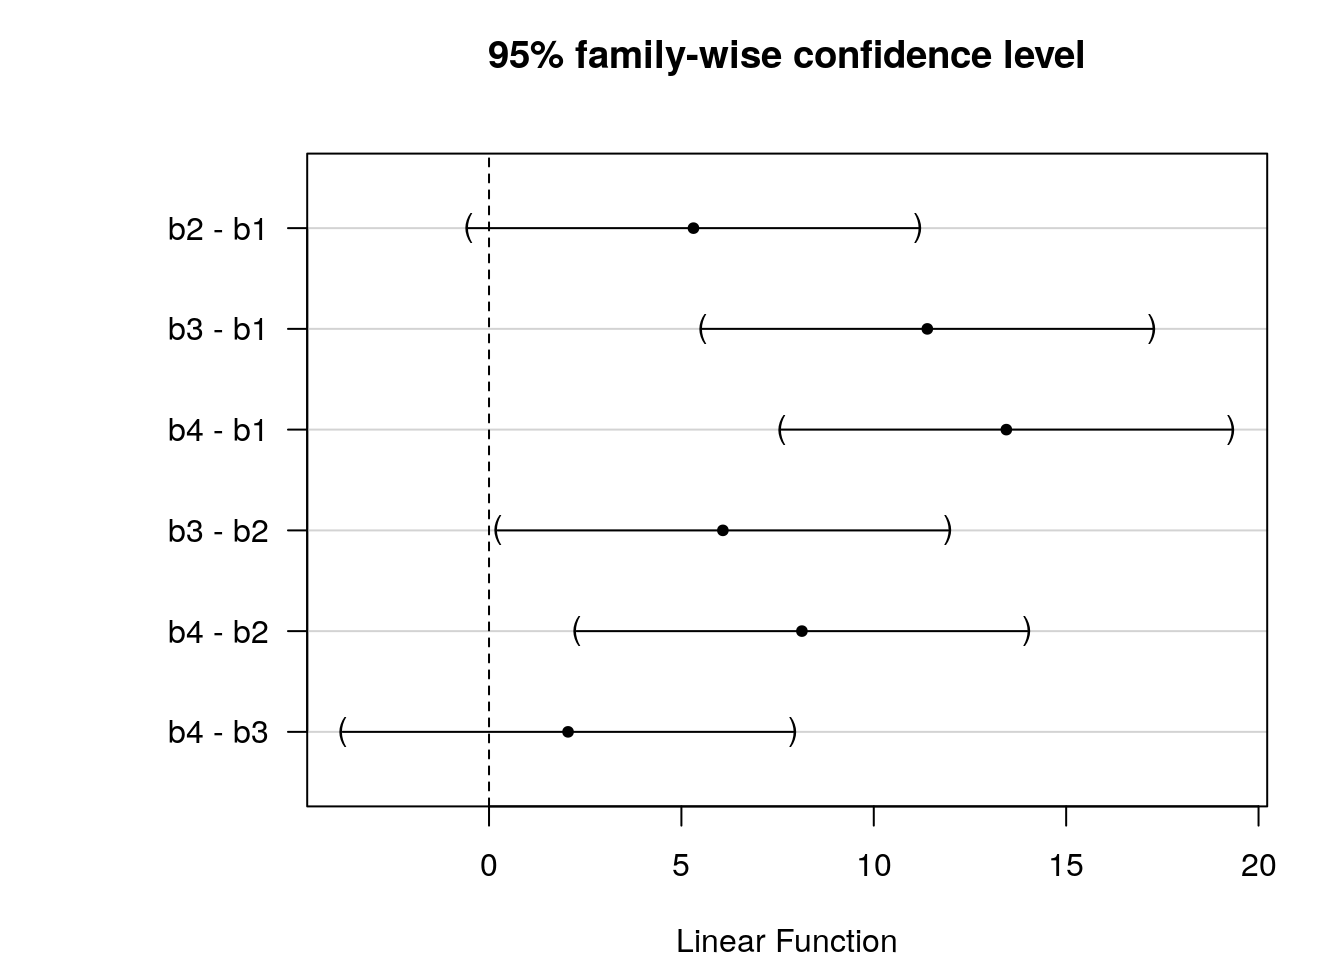 95% family-wise confidence level
b2 - b1
b3 - b1
b4 - b1
b3 - b2
b4 - b2
b4 - b3
0 5 10 15 20
Linear Function